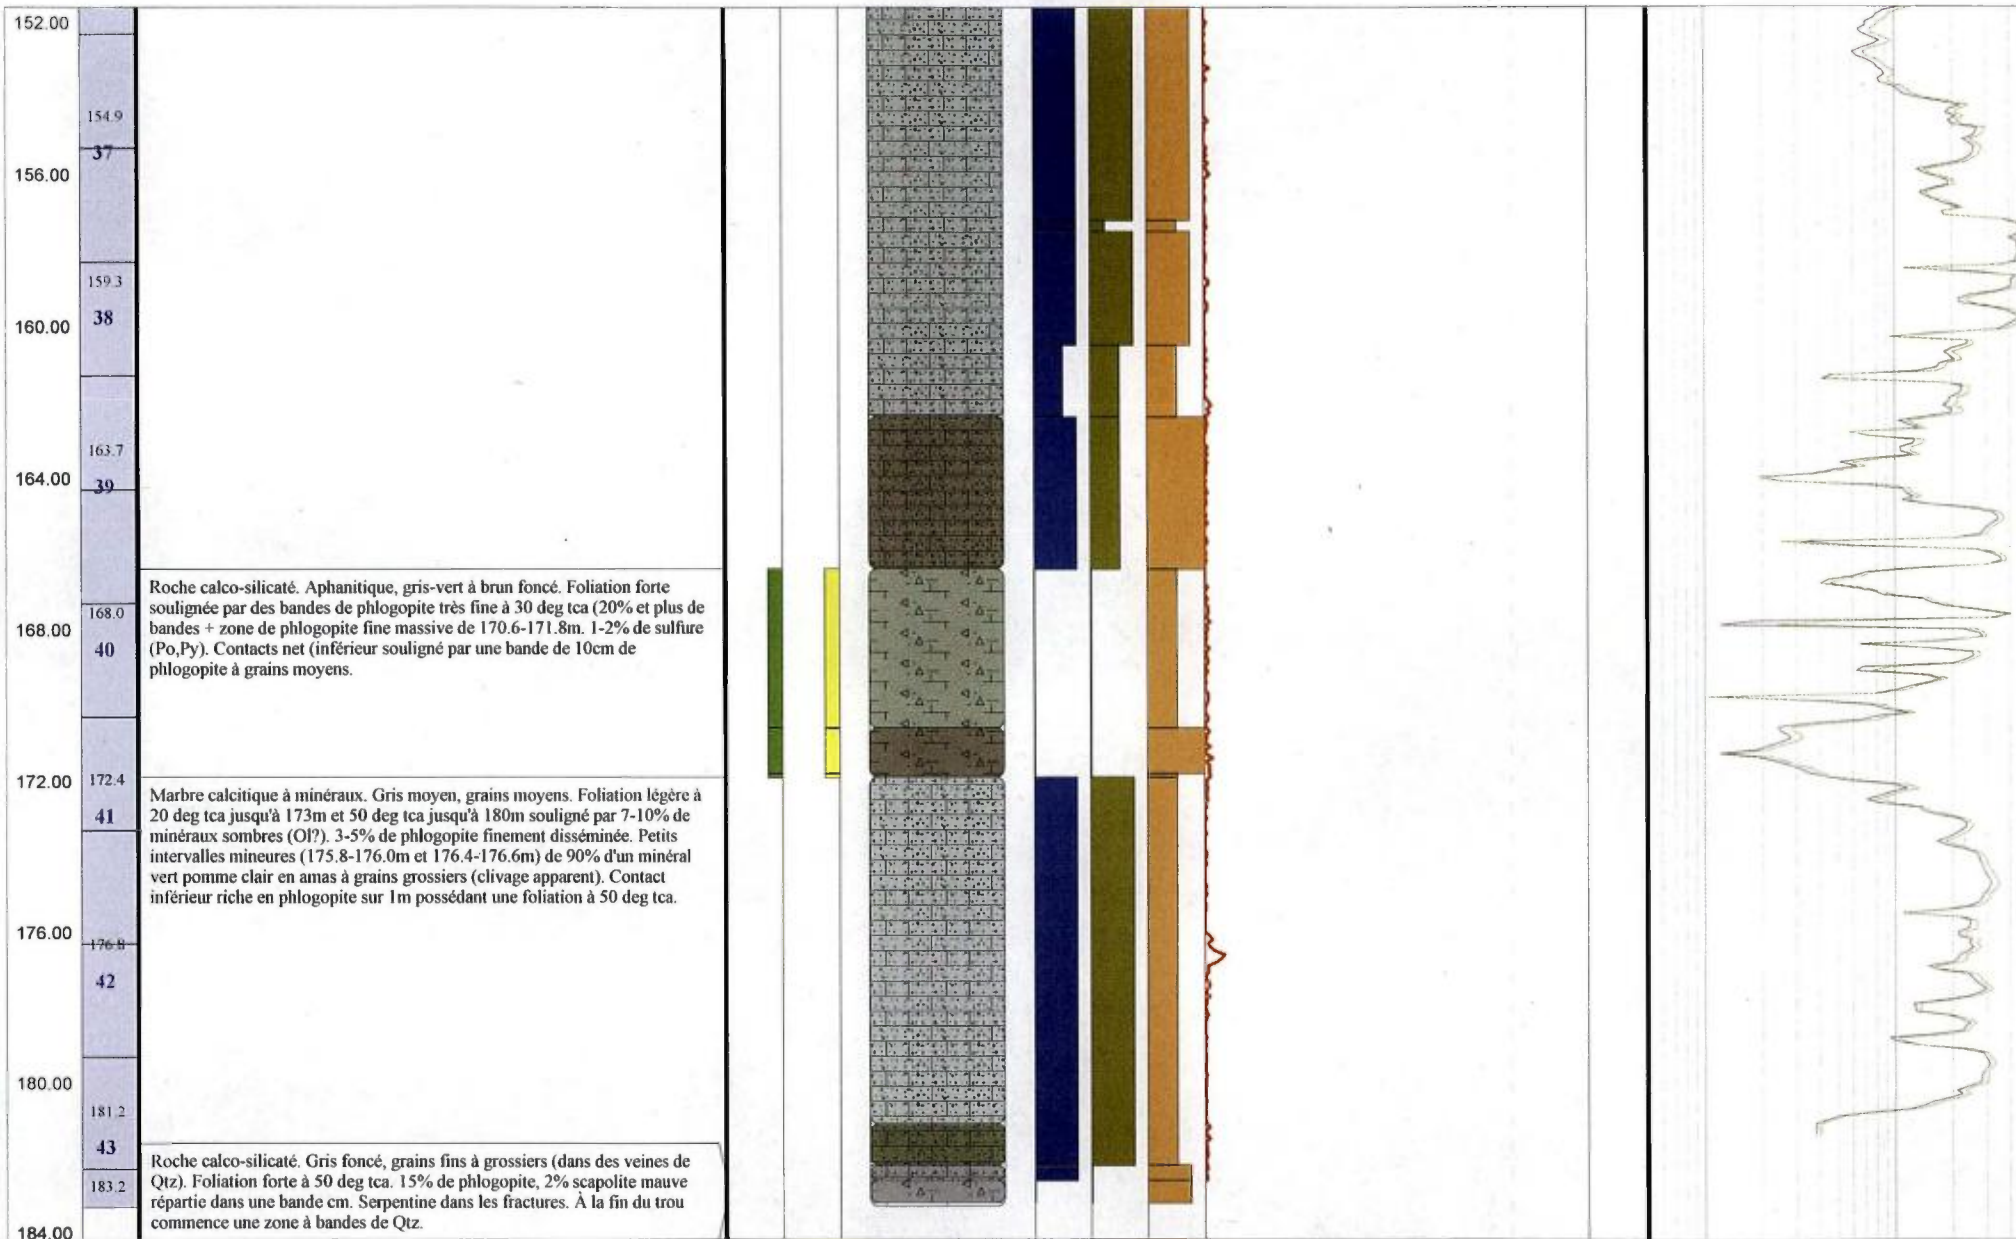 152.00
154.9
37
156.00
159.3
38
160.00
163.7
164.00
39
Roche calco-silicaté. Aphanitique, gris-vert à brun foncé. Foliation forte
soulignée par des bandes de phlogopite très fine à 30 deg tca (20% et plus de
bandes + zone de phlogopite fine massive de 170.6-171.8m. 1-2% de sulfure
(Po,Py). Contacts net (inférieur souligné par une bande de 10cm de
phlogopite à grains moyens.
168.0
168.00
40
172.00
172.4
41
Marbre calcitique à minéraux. Gris moyen, grains moyens. Foliation légère à
20 deg tca jusqu'à 173m et 50 deg tca jusqu'à 180m souligné par 7-10% de
minéraux sombres (Ol?). 3-5% de phlogopite finement disséminée. Petits
intervalles mineures (175.8-176.0m et 176.4-176.6m) de 90% d'un minéral
vert pomme clair en amas à grains grossiers (clivage apparent). Contact
inférieur riche en phlogopite sur 1m possédant une foliation à 50 deg tca.
176.00
176.8
42
180.00
181.2
43
183.2
Roche calco-silicaté. Gris foncé, grains fins à grossiers (dans des veines de
Qtz). Foliation forte à 50 deg tca. 15% de phlogopite, 2% scapolite mauve
répartie dans une bande cm. Serpentine dans les fractures. À la fin du trou
commence une zone à bandes de Qtz.
184.00